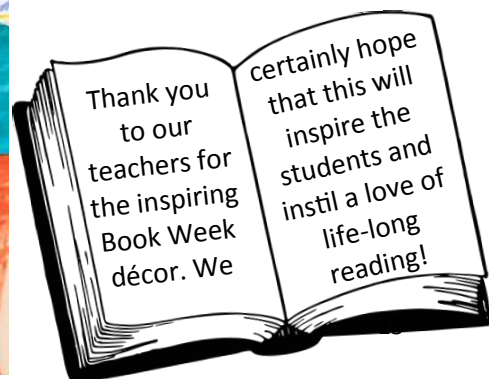 Thank you
to our
teachers for
the inspiring
Book Week
décor. We
certainly hope
that this will
inspire the
students and
instil a love of
life-long
reading!